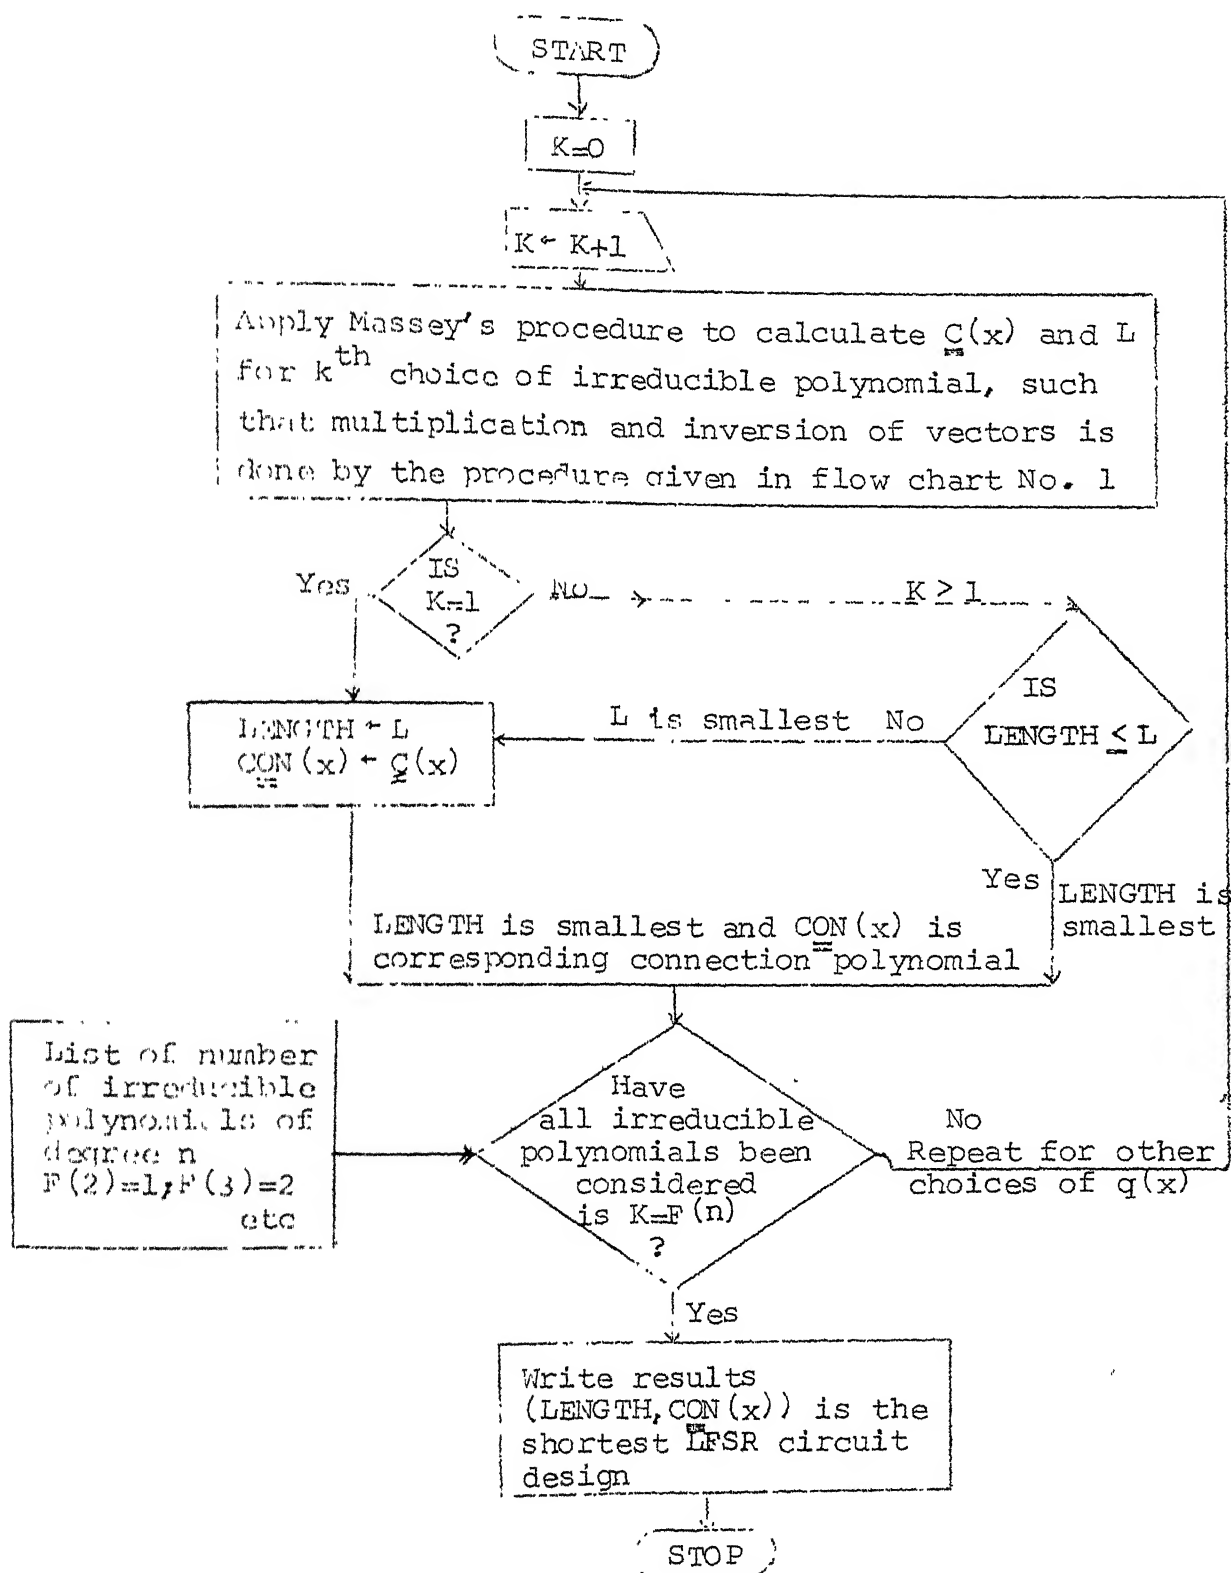 START
K=0
K ← K+1
Apply Massey's procedure to calculate C(x) and L
for k^th choice of irreducible polynomial, such
that multiplication and inversion of vectors is
done by the procedure given in flow chart No. 1
IS
K=1
?
Yes
No
K ≥ 1
IS
LENGTH ≤ L
L is smallest No
LENGTH ← L
CON(x) ← C(x)
Yes
LENGTH is
smallest
LENGTH is smallest and CON(x) is
corresponding connection polynomial
List of number
of irreducible
polynomials of
degree n
F(2)=1,F(3)=2
etc
Have
all irreducible
polynomials been
considered
is K=F(n)
?
No
Repeat for other
choices of q(x)
Yes
Write results
(LENGTH,CON(x)) is the
shortest LFSR circuit
design
STOP